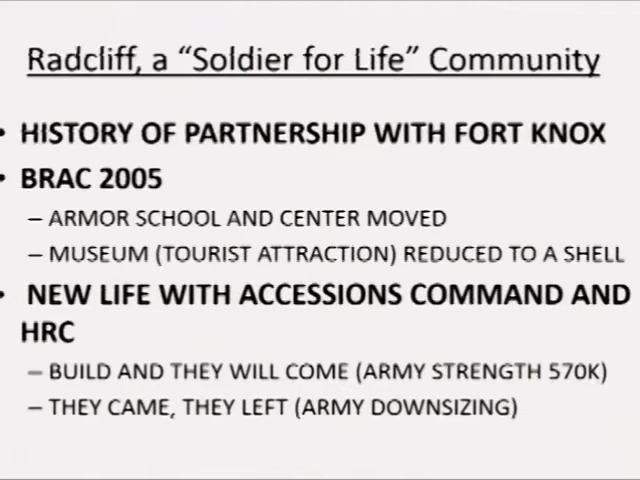 Radcliff, a “Soldier for Life” Community
• HISTORY OF PARTNERSHIP WITH FORT KNOX
• BRAC 2005
– ARMOR SCHOOL AND CENTER MOVED
– MUSEUM (TOURIST ATTRACTION) REDUCED TO A SHELL
• NEW LIFE WITH ACCESSIONS COMMAND AND
HRC
– BUILD AND THEY WILL COME (ARMY STRENGTH 570K)
– THEY CAME, THEY LEFT (ARMY DOWNSIZING)